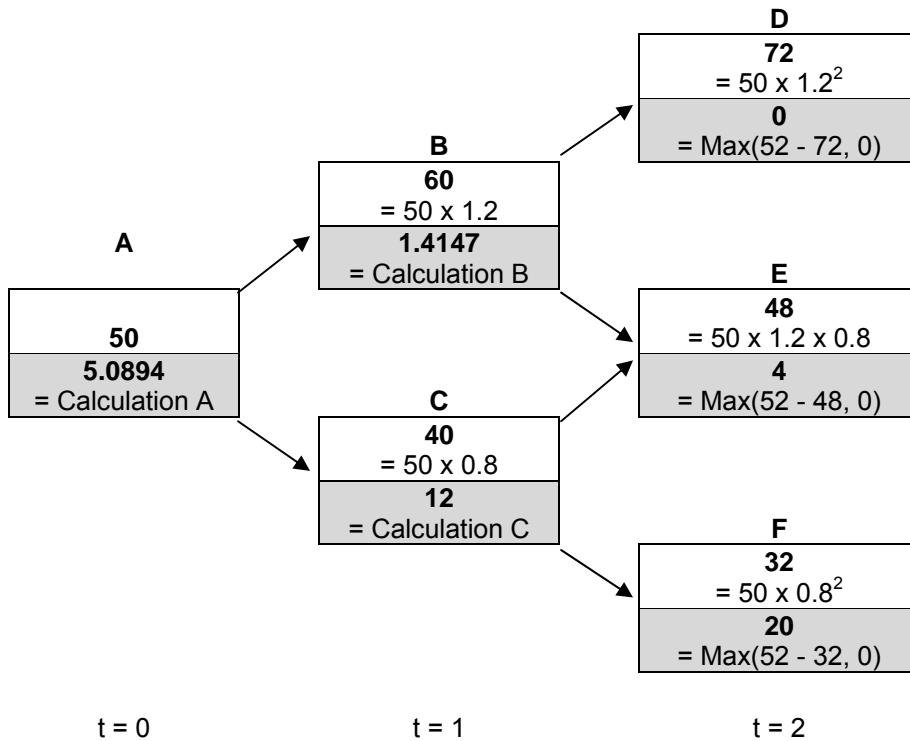 D
72
= 50 x 1.2²
0
= Max(52 - 72, 0)
B
60
= 50 x 1.2
1.4147
= Calculation B
A
50
5.0894
= Calculation A
E
48
= 50 x 1.2 x 0.8
4
= Max(52 - 48, 0)
C
40
= 50 x 0.8
12
= Calculation C
F
32
= 50 x 0.8²
20
= Max(52 - 32, 0)
t = 0 t = 1 t = 2